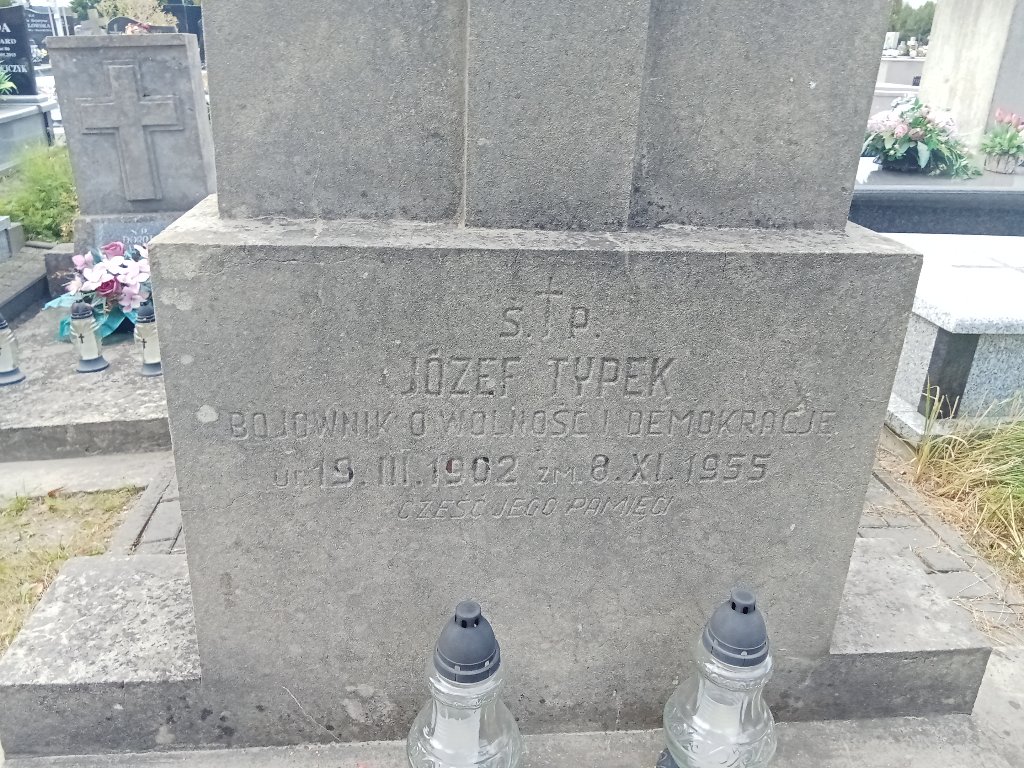 Ś. † P.
JÓZEF TYPEK
BOJOWNIK O WOLNOŚĆ I DEMOKRACJĘ
UR. 19.III.1902 ZM. 8.XI.1955
CZEŚĆ JEGO PAMIĘCI